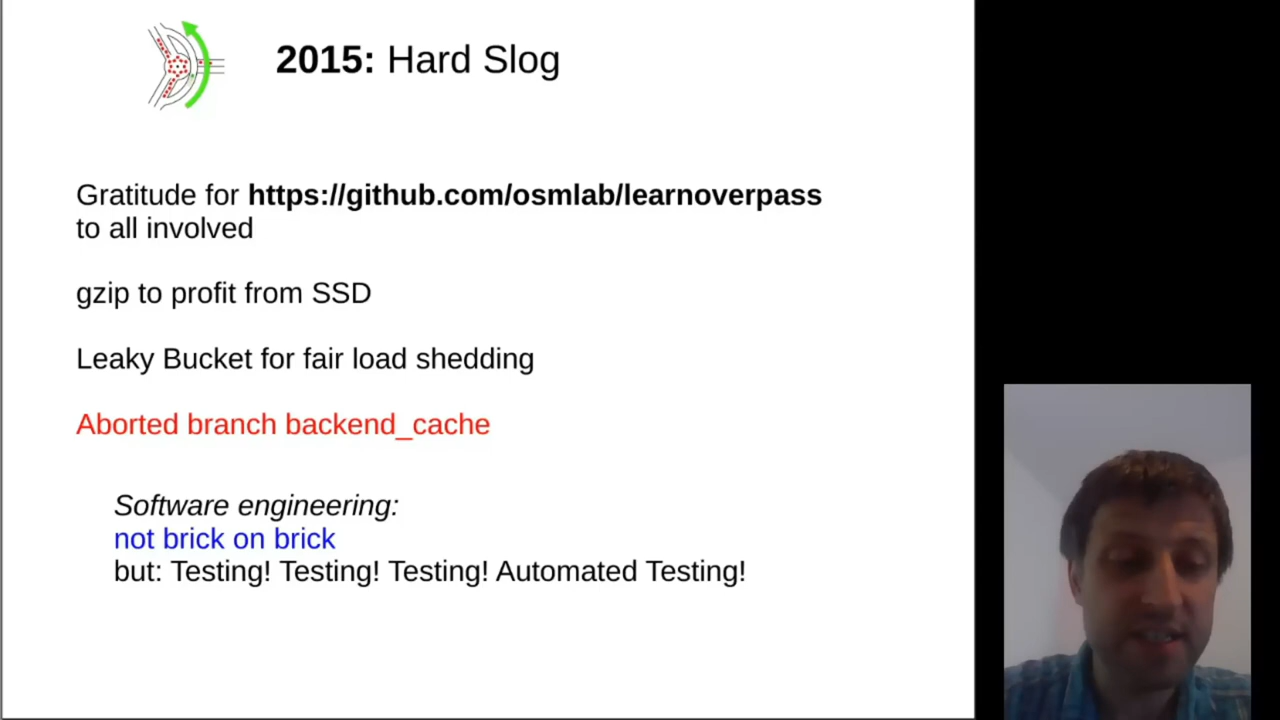 2015: Hard Slog
Gratitude for https://github.com/osmlab/learnoverpass
to all involved
gzip to profit from SSD
Leaky Bucket for fair load shedding
Aborted branch backend_cache
Software engineering:
not brick on brick
but: Testing! Testing! Testing! Automated Testing!